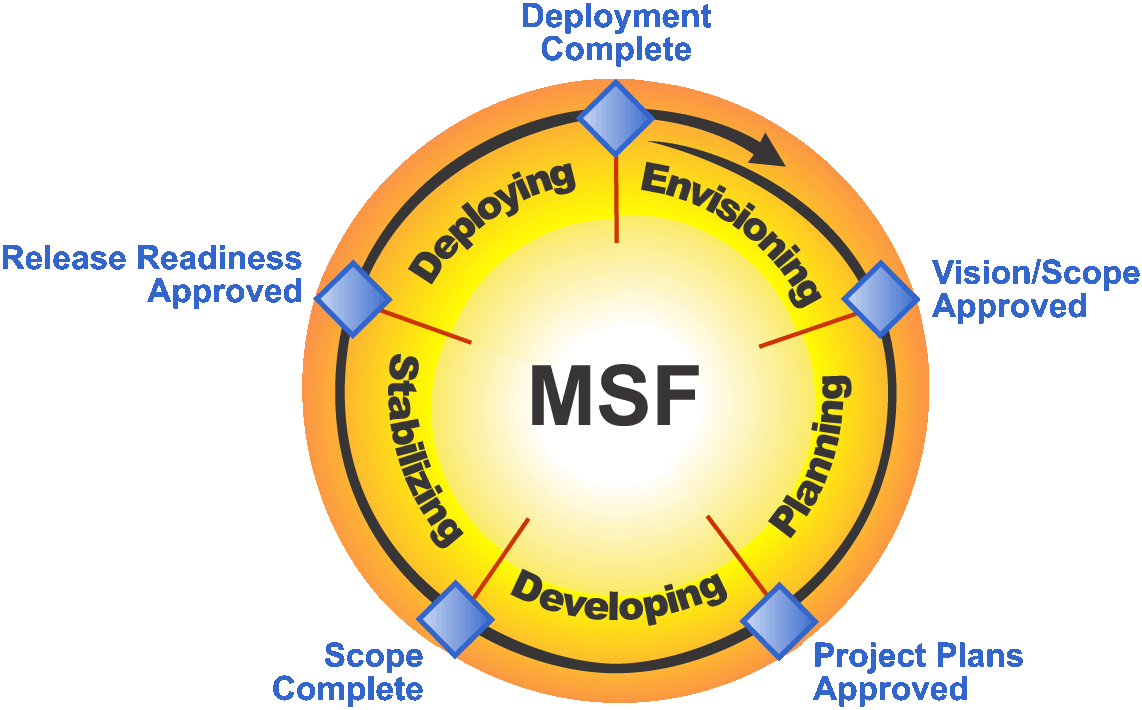 Deployment
Complete
Deploying
Envisioning
Release Readiness
Approved
Vision/Scope
Approved
MSF
Stabilizing
Planning
Developing
Scope
Complete
Project Plans
Approved